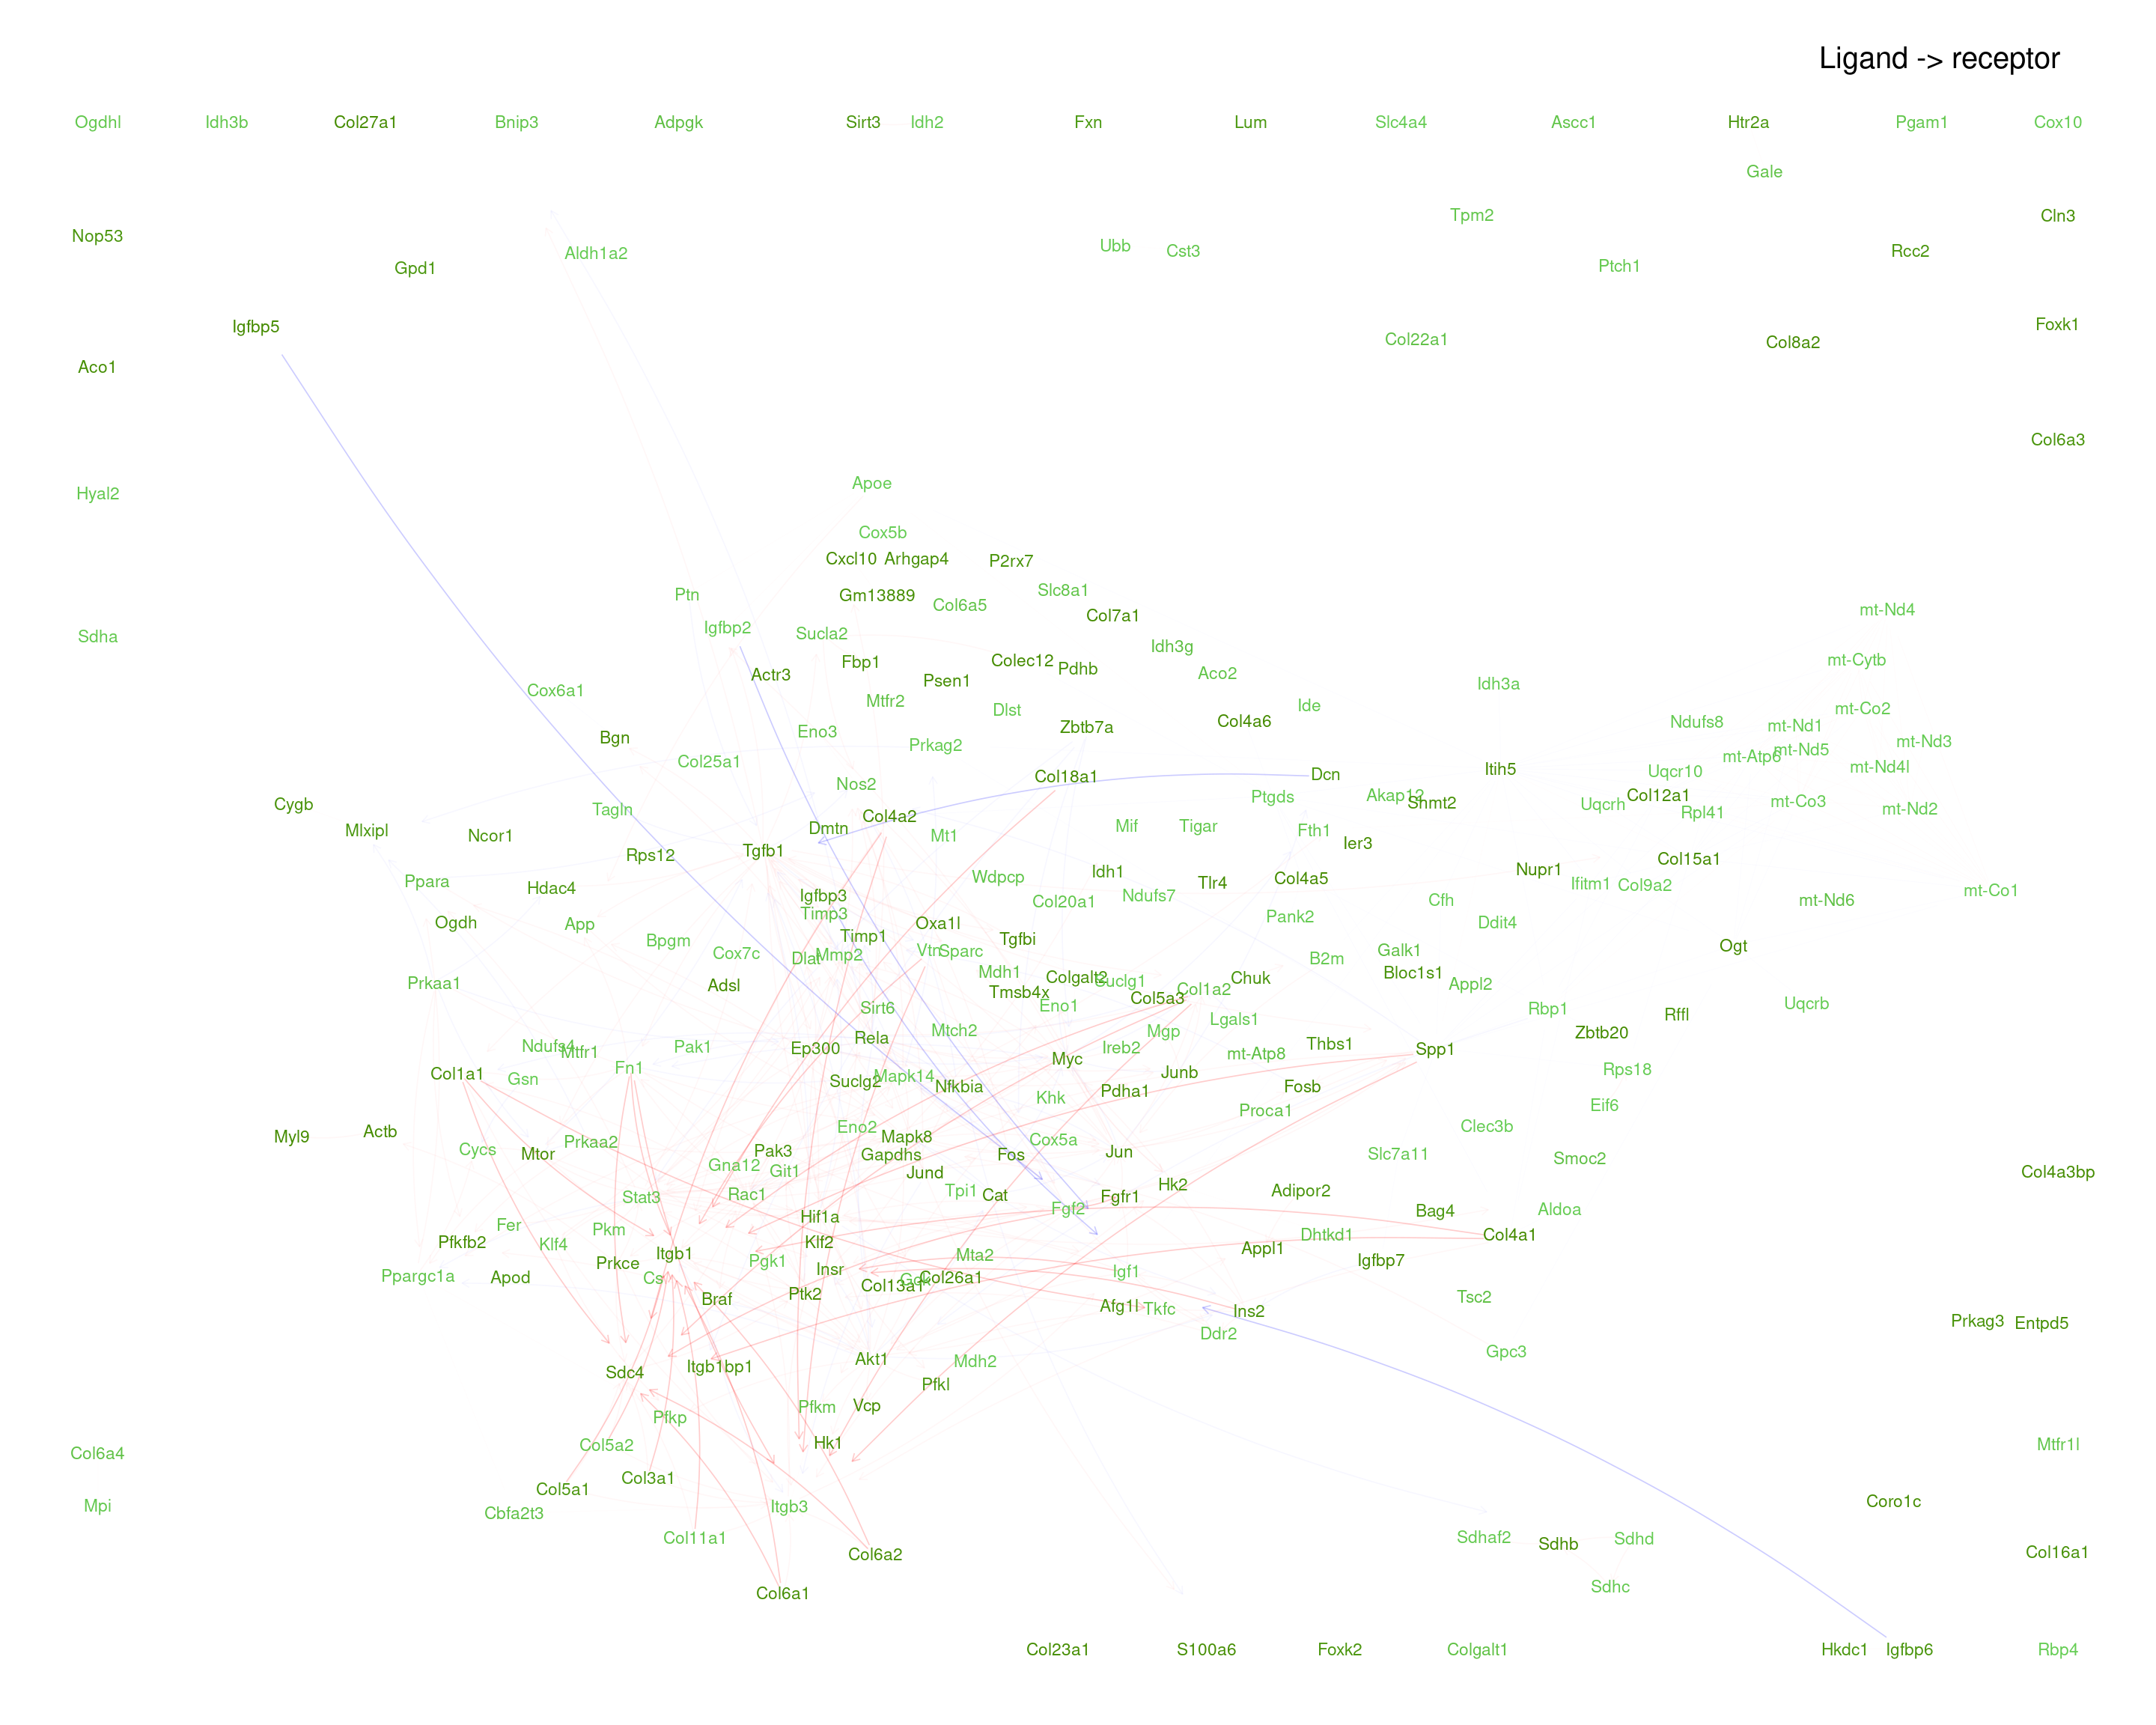 Ligand -> receptor
Ogdhl Idh3b Col27a1 Bnip3 Adpgk Sirt3 Idh2 Fxn Lum Slc4a4 Ascc1 Htr2a Pgam1 Cox10
Gale
Tpm2 Cln3
Nop53 Aldh1a2 Ubb Cst3 Rcc2
Gpd1 Ptch1
Igfbp5 Foxk1
Col22a1 Col8a2
Aco1
Col6a3
Hyal2 Apoe
Cox5b
Cxcl10 Arhgap4 P2rx7
Ptn Gm13889 Col6a5 Slc8a1
Col7a1 mt-Nd4
Sdha Igfbp2 Sucla2 Idh3g
Actr3 Fbp1 Psen1 Colec12 Pdhb Aco2 mt-Cytb
Cox6a1 Mtfr2 Dlst Ide Idh3a mt-Co2
Bgn Eno3 Prkag2 Zbtb7a Col4a6 Ndufs8 mt-Nd1 mt-Nd3
Col25a1 Nos2 Col18a1 Dcn Itih5 Uqcr10 mt-Atp6 mt-Nd5 mt-Nd4l
Cygb Tagln Col4a2 Ptgds Akap12 Shmt2 Uqcrh Col12a1 Rpl41 mt-Co3 mt-Nd2
Mlxipl Ncor1 Dmtn Mt1 Mif Tigar Fth1 Ier3
Rps12 Tgfb1 Col15a1
Ppara Hdac4 Igfbp3 Wdpcp Idh1 Ndufs7 Tlr4 Col4a5 Nupr1 Ifitm1 Col9a2 mt-Co1
Ogdh App Timp3 Oxa1l Col20a1 Pank2 Cfh Ddit4 mt-Nd6
Bpgm Cox7c Timp1 Tgfbi Galk1 Ogt
Dlat Mmp2 Vtn Sparc B2m
Prkaa1 Adsl Mdh1 Colgalt2 Suclg1 Chuk Bloc1s1 Appl2
Tmsb4x Col5a3 Col1a2
Sirt6 Eno1 Rbp1 Uqcrb
Mtch2 Mgp Lgals1 Rffl
Ndufs4 Mtfr1 Pak1 Ep300 Rela Ireb2 Thbs1 Spp1 Zbtb20
Col1a1 Gsn Fn1 Suclg2 Mapk14 Nfkbia Myc Pdha1 Junb mt-Atp8 Fosb Rps18
Khk Proca1 Eif6
Myl9 Actb Eno2 Mapk8 Cox5a Clec3b
Cycs Mtor Prkaa2 Gna12 Pak3 Git1 Gapdhs Jund Fos Jun Slc7a11 Smoc2 Col4a3bp
Stat3 Rac1 Tpi1 Cat Fgf2 Fgfr1 Hk2 Adipor2
Fer Pkm Hif1a Bag4 Aldoa
Pfkfb2 Klf4 Itgb1 Klf2 Mta2 Appl1 Dhtkd1 Col4a1
Ppargc1a Apod Prkce Cs Pgk1 Insr Col13a1 Gck Col26a1 Igf1 Igfbp7
Braf Ptk2 Afg1l Tkfc Ins2 Tsc2
Ddr2 Prkag3 Entpd5
Sdc4 Itgb1bp1 Akt1 Mdh2 Gpc3
Pfkp Pfkm Vcp Pfkl
Col6a4 Col5a2 Hk1 Mtfr1l
Col5a1 Col3a1
Mpi Cbfa2t3 Itgb3 Coro1c
Col11a1 Col6a2 Sdhaf2 Sdhb Sdhd Col16a1
Col6a1 Sdhc
Col23a1 S100a6 Foxk2 Colgalt1 Hkdc1 Igfbp6 Rbp4